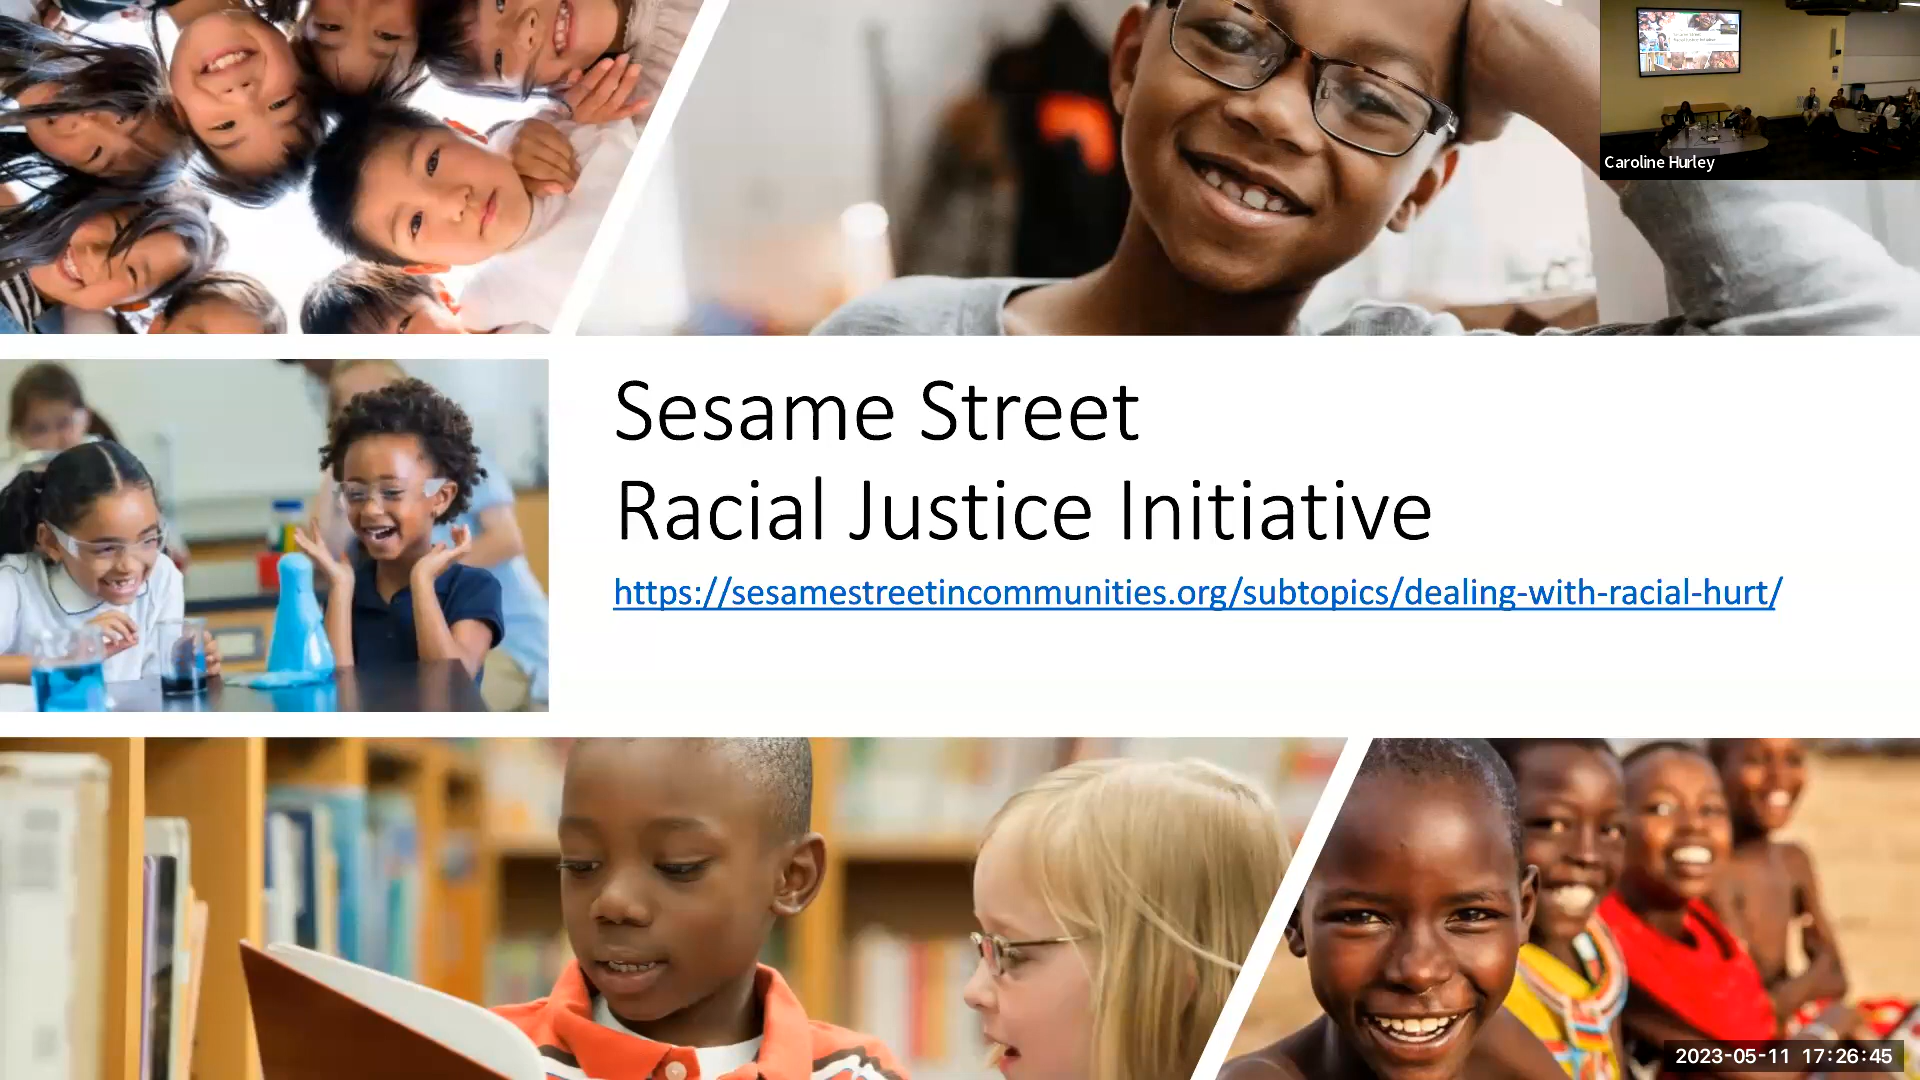 Caroline Hurley
Sesame Street
Racial Justice Initiative
https://sesamestreetincommunities.org/subtopics/dealing-with-racial-hurt/
2023-05-11 17:26:45